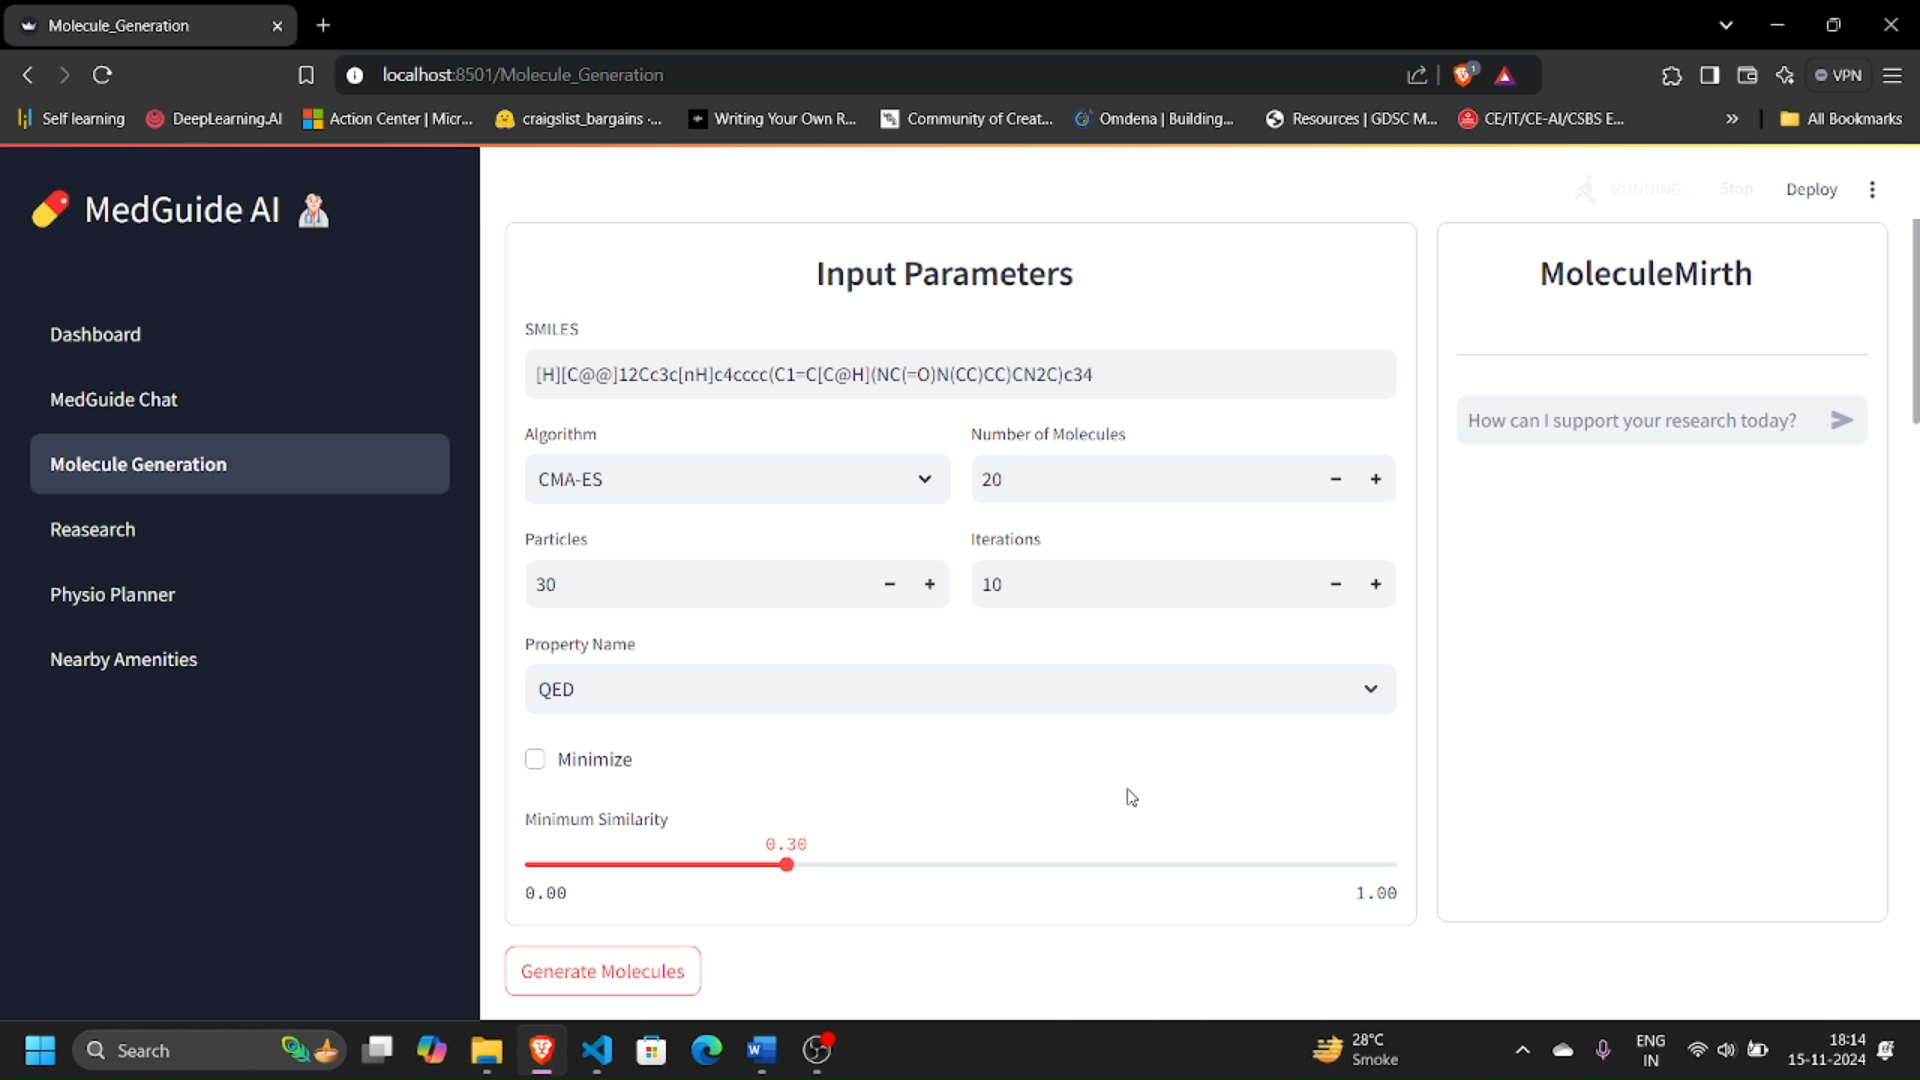 Molecule_Generation
localhost:8501/Molecule_Generation
VPN
Self learning
DeepLearning.AI
Action Center | Micr...
craigslist_bargains ·...
Writing Your Own R...
Community of Creat...
Omdena | Building...
Resources | GDSC M...
CE/IT/CE-AI/CSBS E...
All Bookmarks
MedGuide AI
RUNNING...
Stop
Deploy
Dashboard
MedGuide Chat
Molecule Generation
Reasearch
Physio Planner
Nearby Amenities
Input Parameters
SMILES
[H][C@@]12Cc3c[nH]c4cccc(C1=C[C@H](NC(=O)N(CC)CC)CN2C)c34
Algorithm
Number of Molecules
CMA-ES
20
Particles
Iterations
30
10
Property Name
QED
Minimize
Minimum Similarity
0.30
0.00
1.00
Generate Molecules
MoleculeMirth
How can I support your research today?
Search
28°C
Smoke
ENG
IN
18:14
15-11-2024